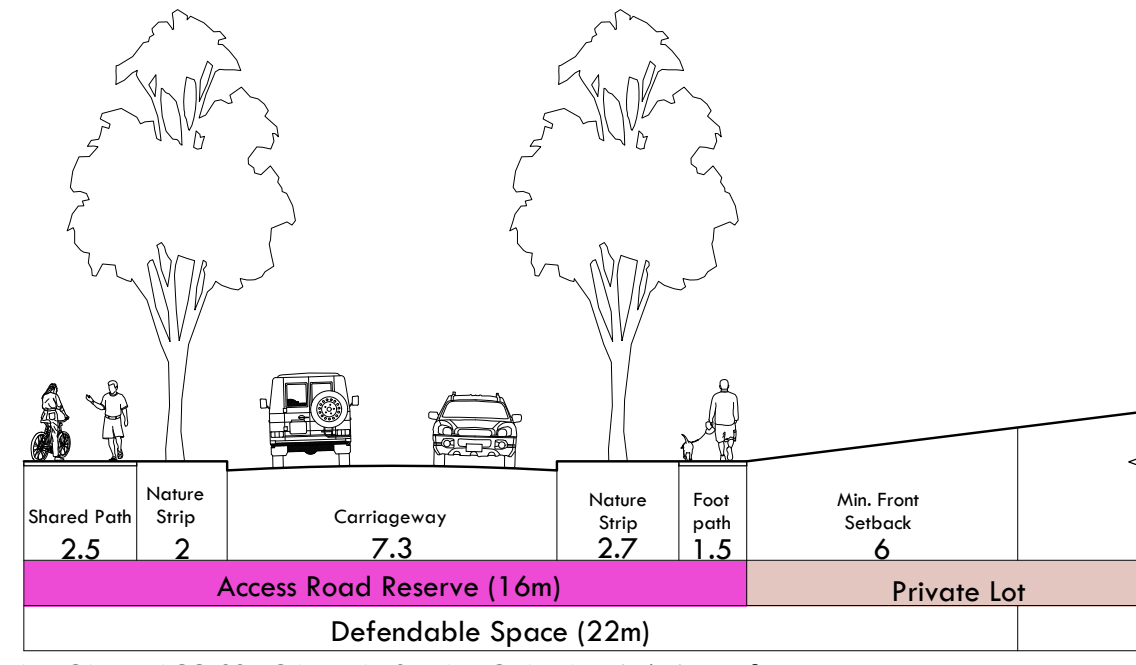 Shared Path
2.5
Nature
Strip
2
Carriageway
7.3
Nature
Strip
2.7
Foot
path
1.5
Min. Front
Setback
6
Access Road Reserve (16m)
Private Lot
Defendable Space (22m)